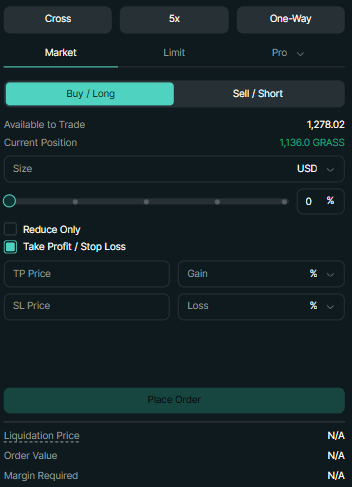 Cross 5x One-Way
Market Limit Pro
Buy / Long Sell / Short
Available to Trade 1,278.02
Current Position 1,136.0 GRASS
Size USD
0 %
Reduce Only
Take Profit / Stop Loss
TP Price Gain %
SL Price Loss %
Place Order
Liquidation Price N/A
Order Value N/A
Margin Required N/A